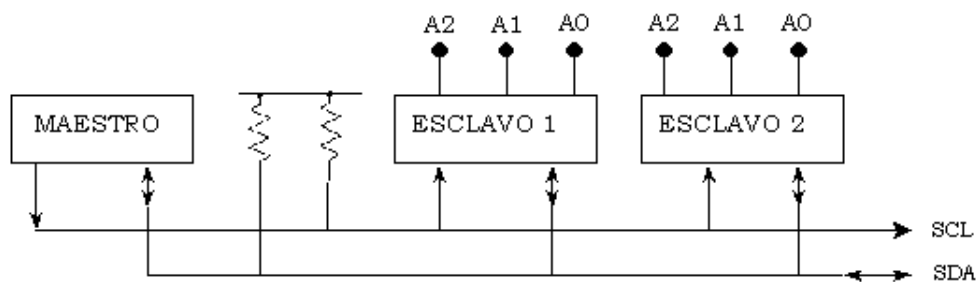 A2 A1 A0 A2 A1 A0
MAESTRO ESCLAVO 1 ESCLAVO 2
SCL
SDA